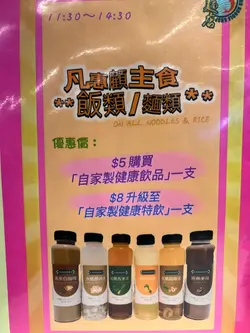 11:30～14:30
凡惠顧主食
**飯類/麵類**
ON ALL NOODLES & RICE
優惠價：
$5購買
「自家製健康飲品」一支
$8升級至
「自家製健康特飲」一支